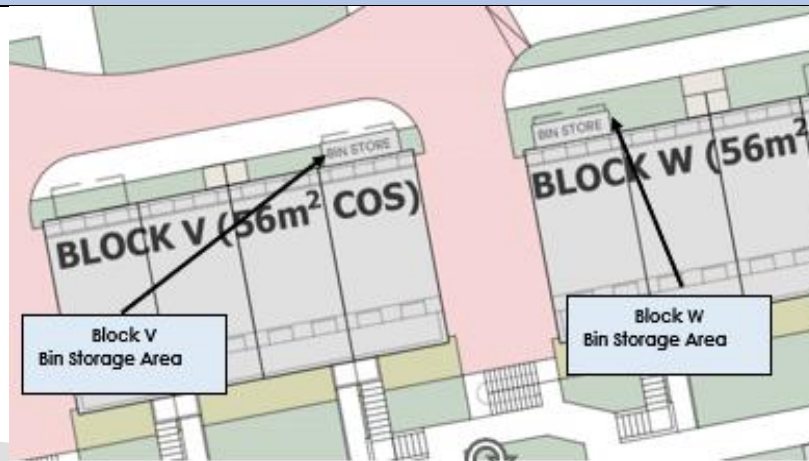 BIN STORE
BIN STORE
BLOCK V (56m² COS)
BLOCK W (56m²
Block V
Bin Storage Area
Block W
Bin Storage Area